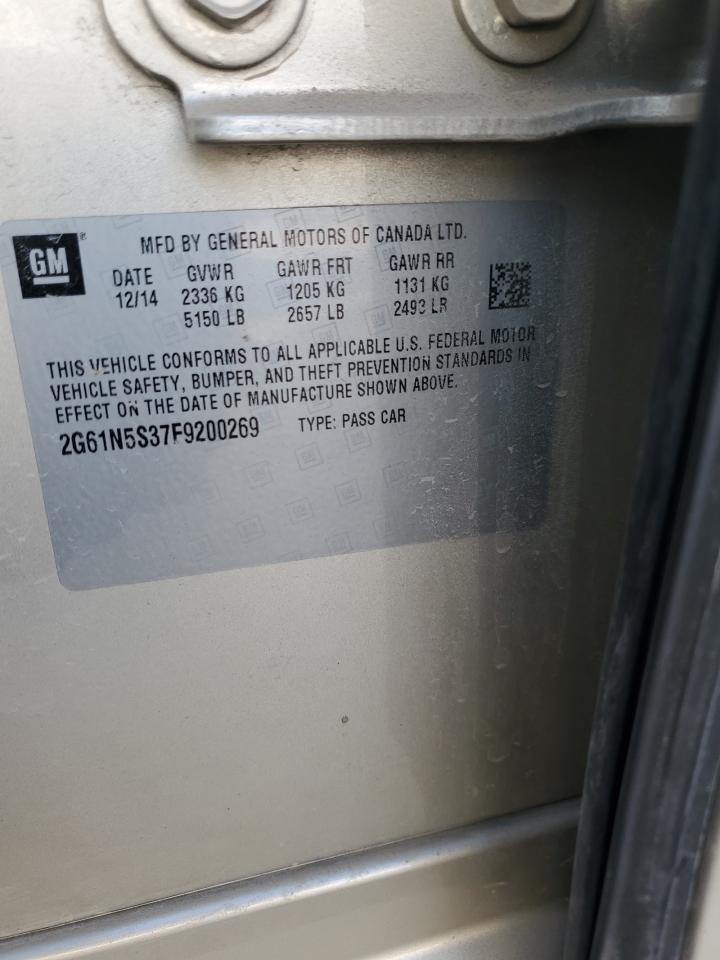 GM®
MFD BY GENERAL MOTORS OF CANADA LTD.
DATE GVWR GAWR FRT GAWR RR
12/14 2336 KG 1205 KG 1131 KG
5150 LB 2657 LB 2493 LB
THIS VEHICLE CONFORMS TO ALL APPLICABLE U.S. FEDERAL MOTOR
VEHICLE SAFETY, BUMPER, AND THEFT PREVENTION STANDARDS IN
EFFECT ON THE DATE OF MANUFACTURE SHOWN ABOVE.
2G61N5S37F9200269 TYPE: PASS CAR